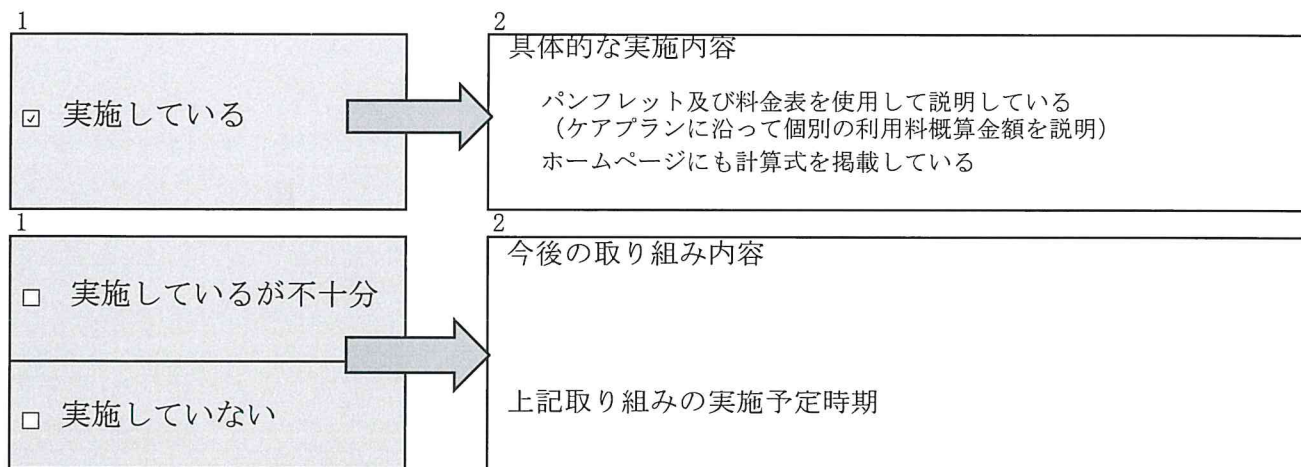 1
☑ 実施している
2
具体的な実施内容
パンフレット及び料金表を使用して説明している
（ケアプランに沿って個別の利用料概算金額を説明）
ホームページにも計算式を掲載している
1
□ 実施しているが不十分
□ 実施していない
2
今後の取り組み内容
上記取り組みの実施予定時期